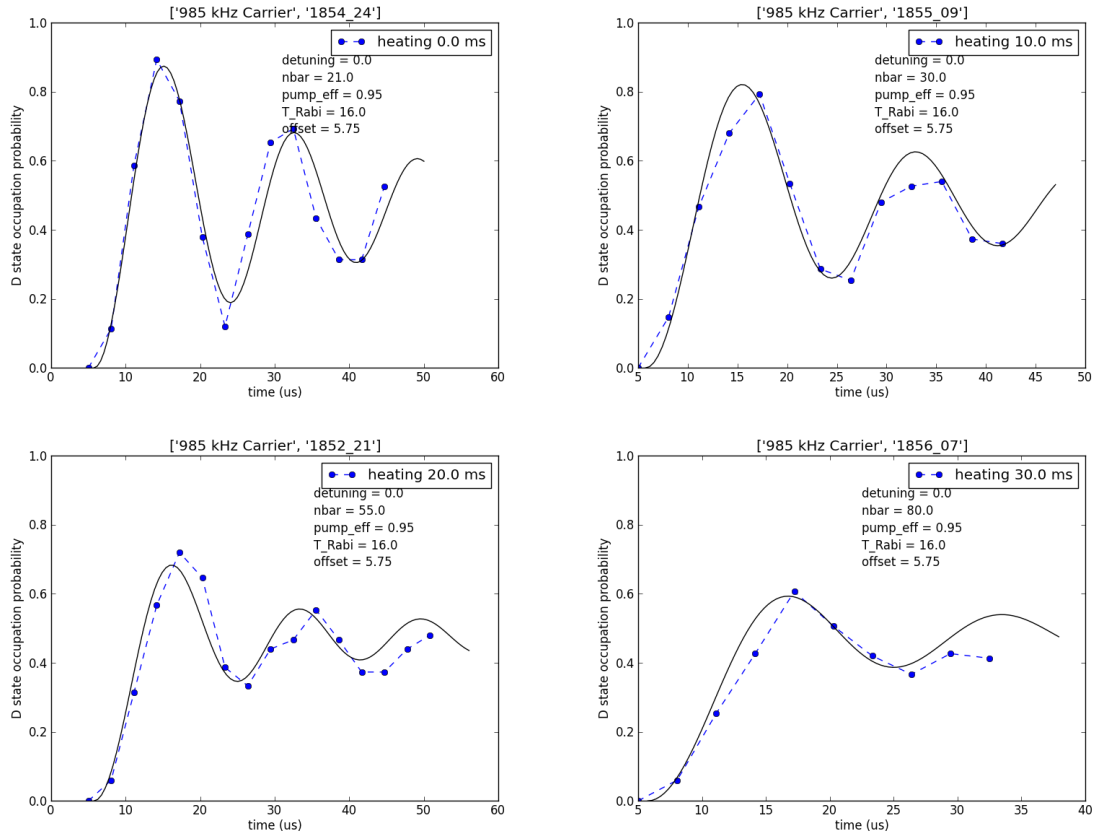 ['985 kHz Carrier', '1854_24']
heating 0.0 ms
detuning = 0.0
nbar = 21.0
pump_eff = 0.95
T_Rabi = 16.0
offset = 5.75
D state occupation probability
1.0
0.8
0.6
0.4
0.2
0.0
0 10 20 30 40 50 60
time (us)
['985 kHz Carrier', '1855_09']
heating 10.0 ms
detuning = 0.0
nbar = 30.0
pump_eff = 0.95
T_Rabi = 16.0
offset = 5.75
D state occupation probability
1.0
0.8
0.6
0.4
0.2
0.0
5 10 15 20 25 30 35 40 45 50
time (us)
['985 kHz Carrier', '1852_21']
heating 20.0 ms
detuning = 0.0
nbar = 55.0
pump_eff = 0.95
T_Rabi = 16.0
offset = 5.75
D state occupation probability
1.0
0.8
0.6
0.4
0.2
0.0
0 10 20 30 40 50 60
time (us)
['985 kHz Carrier', '1856_07']
heating 30.0 ms
detuning = 0.0
nbar = 80.0
pump_eff = 0.95
T_Rabi = 16.0
offset = 5.75
D state occupation probability
1.0
0.8
0.6
0.4
0.2
0.0
5 10 15 20 25 30 35 40
time (us)